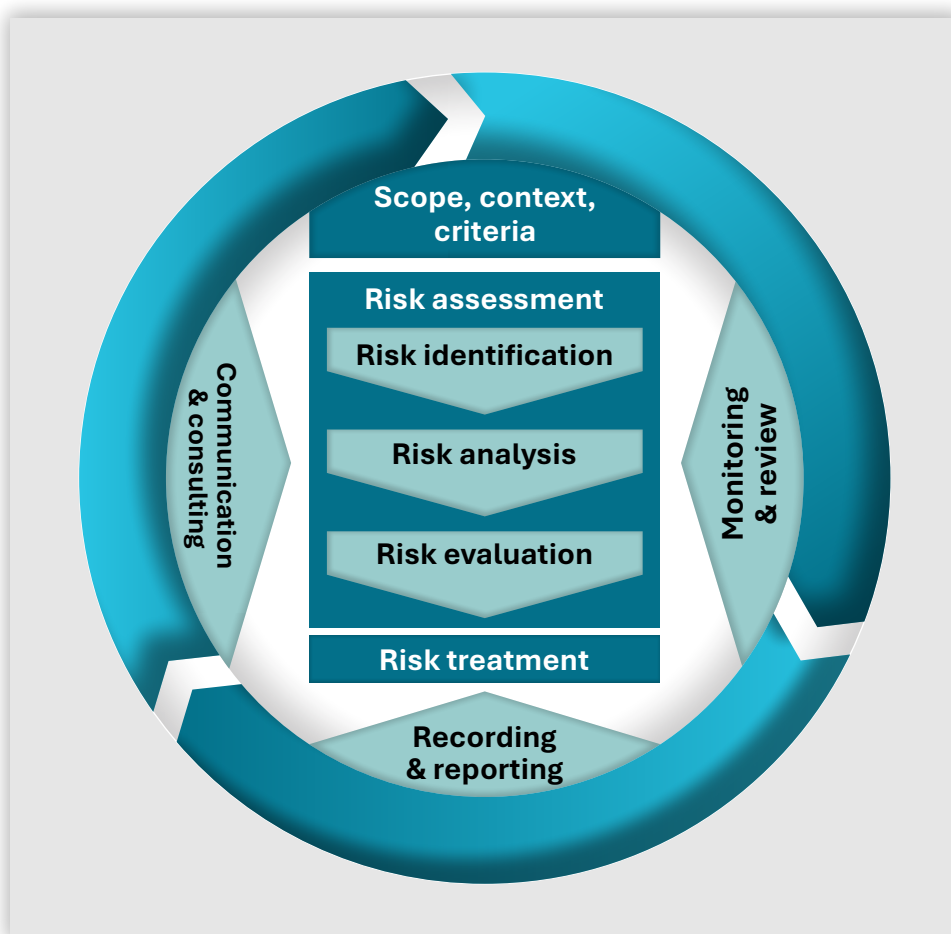 Scope, context,
criteria
Risk assessment
Risk identification
Risk analysis
Risk evaluation
Risk treatment
Communication
& consulting
Monitoring
& review
Recording
& reporting